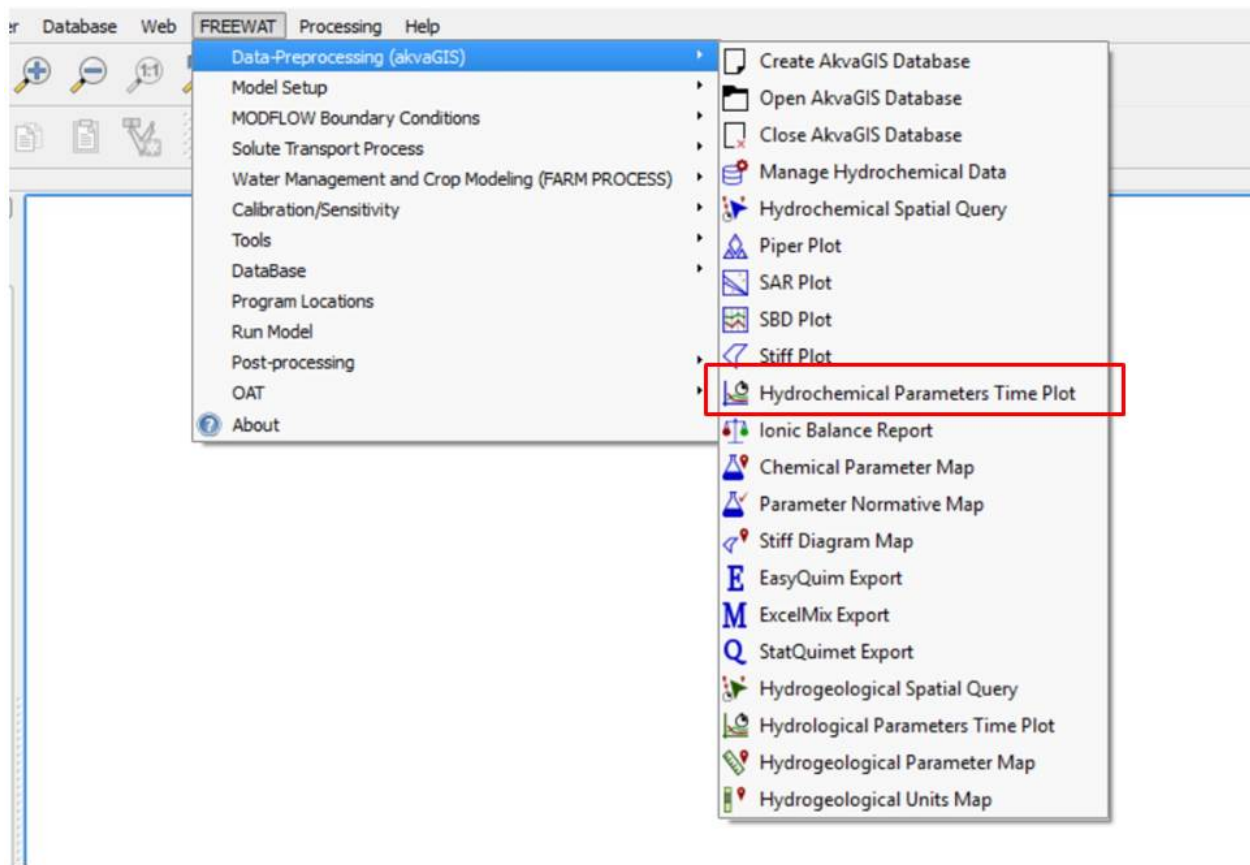 Database Web FREEWAT Processing Help
Data-Preprocessing (akvaGIS)
Model Setup
MODFLOW Boundary Conditions
Solute Transport Process
Water Management and Crop Modeling (FARM PROCESS)
Calibration/Sensitivity
Tools
DataBase
Program Locations
Run Model
Post-processing
OAT
About
Create AkvaGIS Database
Open AkvaGIS Database
Close AkvaGIS Database
Manage Hydrochemical Data
Hydrochemical Spatial Query
Piper Plot
SAR Plot
SBD Plot
Stiff Plot
Hydrochemical Parameters Time Plot
Ionic Balance Report
Chemical Parameter Map
Parameter Normative Map
Stiff Diagram Map
E EasyQuim Export
M ExcelMix Export
Q StatQuimet Export
Hydrogeological Spatial Query
Hydrological Parameters Time Plot
Hydrogeological Parameter Map
Hydrogeological Units Map
1:1